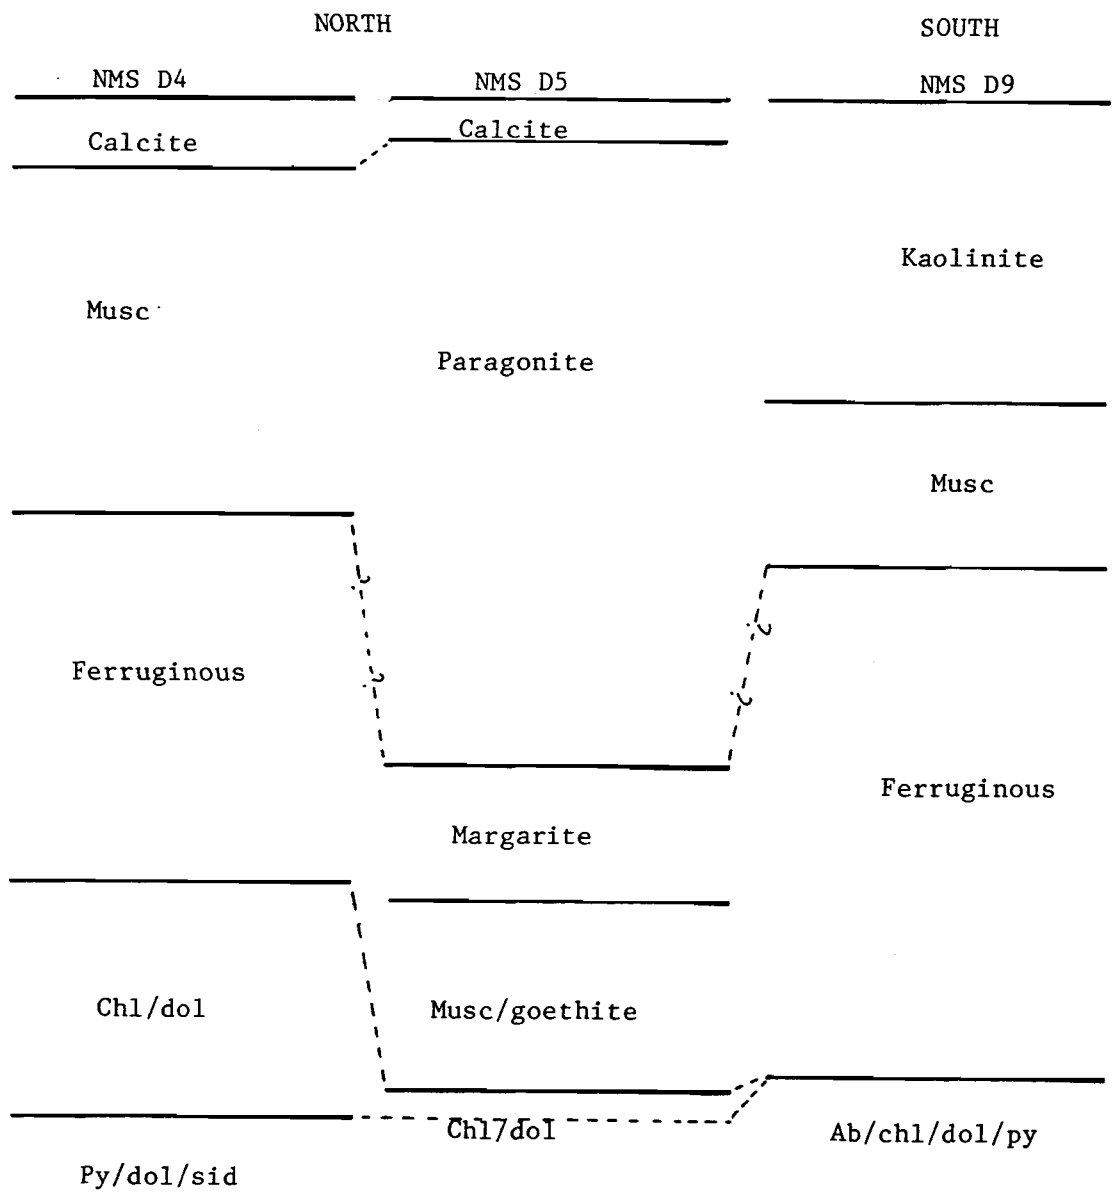 NORTH
SOUTH
NMS D4
NMS D5
NMS D9
Calcite
Calcite
Kaolinite
Musc
Paragonite
Musc
?
?
?
?
Ferruginous
Ferruginous
Margarite
Chl/dol
Musc/goethite
Chl/dol
Ab/chl/dol/py
Py/dol/sid